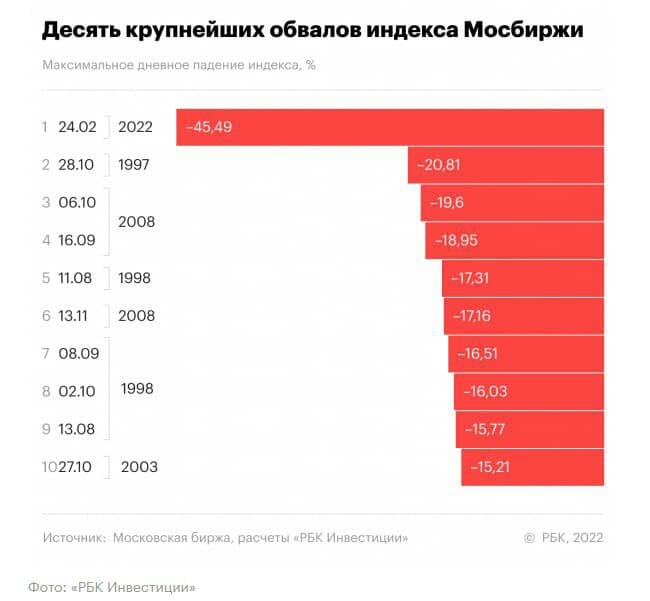 Десять крупнейших обвалов индекса Мосбиржи
Максимальное дневное падение индекса, %
1 24.02 2022 –45,49
2 28.10 1997 –20,81
3 06.10 –19,6
2008
4 16.09 –18,95
5 11.08 1998 –17,31
6 13.11 2008 –17,16
7 08.09 –16,51
8 02.10 1998 –16,03
9 13.08 –15,77
10 27.10 2003 –15,21
Источник: Московская биржа, расчеты «РБК Инвестиции» © РБК, 2022
Фото: «РБК Инвестиции»